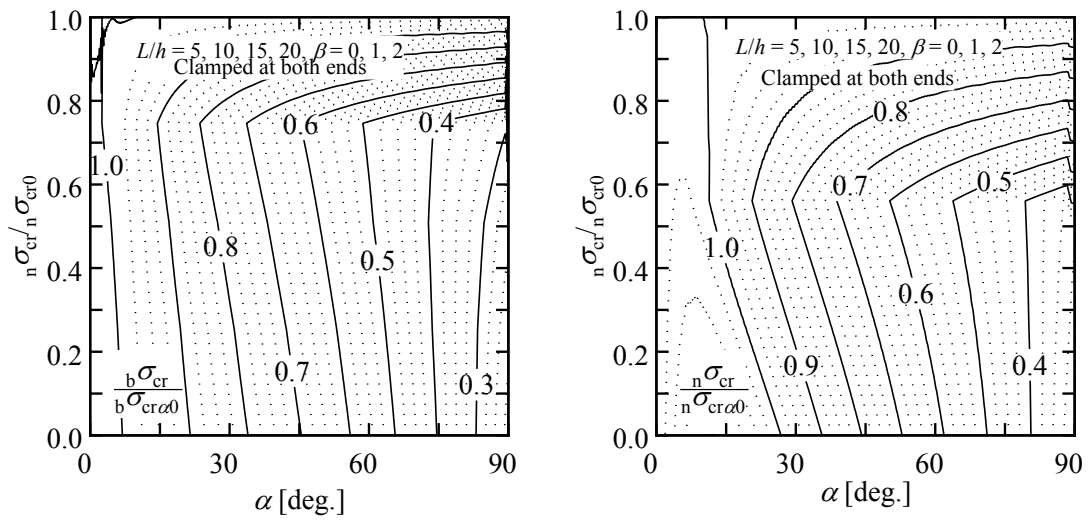 1.0
0.8
0.6
0.4
0.2
0.0
nσcr/nσcr0
L/h = 5, 10, 15, 20, β = 0, 1, 2
Clamped at both ends
0.6
0.4
1.0
0.8
0.5
0.7
0.3
bσcr
bσcrα0
0
30
60
90
α [deg.]
1.0
0.8
0.6
0.4
0.2
0.0
nσcr/nσcr0
L/h = 5, 10, 15, 20, β = 0, 1, 2
Clamped at both ends
0.8
0.7
0.5
1.0
0.6
0.9
0.4
nσcr
nσcrα0
0
30
60
90
α [deg.]